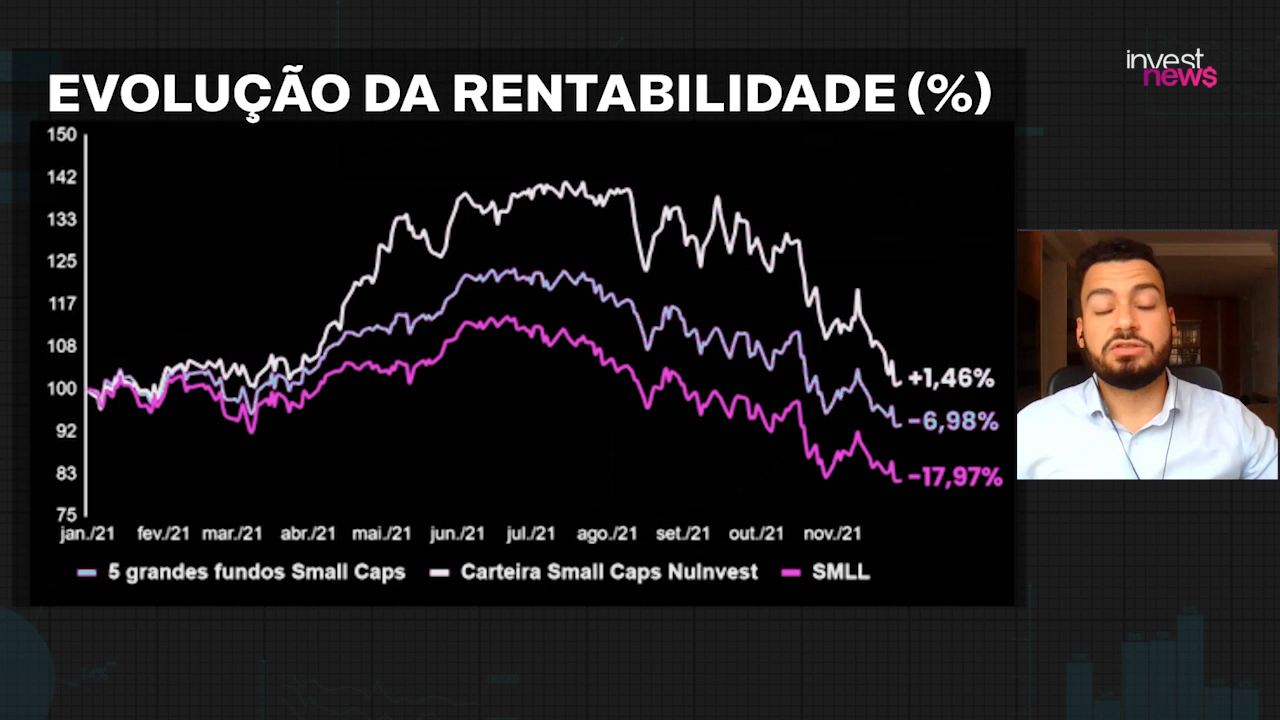 EVOLUÇÃO DA RENTABILIDADE (%)
invest
new$
150
142
133
125
117
108
100
92
83
75
+1,46%
-6,98%
-17,97%
jan./21 fev./21 mar./21 abr./21 mai./21 jun./21 jul./21 ago./21 set./21 out./21 nov./21
5 grandes fundos Small Caps Carteira Small Caps NuInvest SMLL